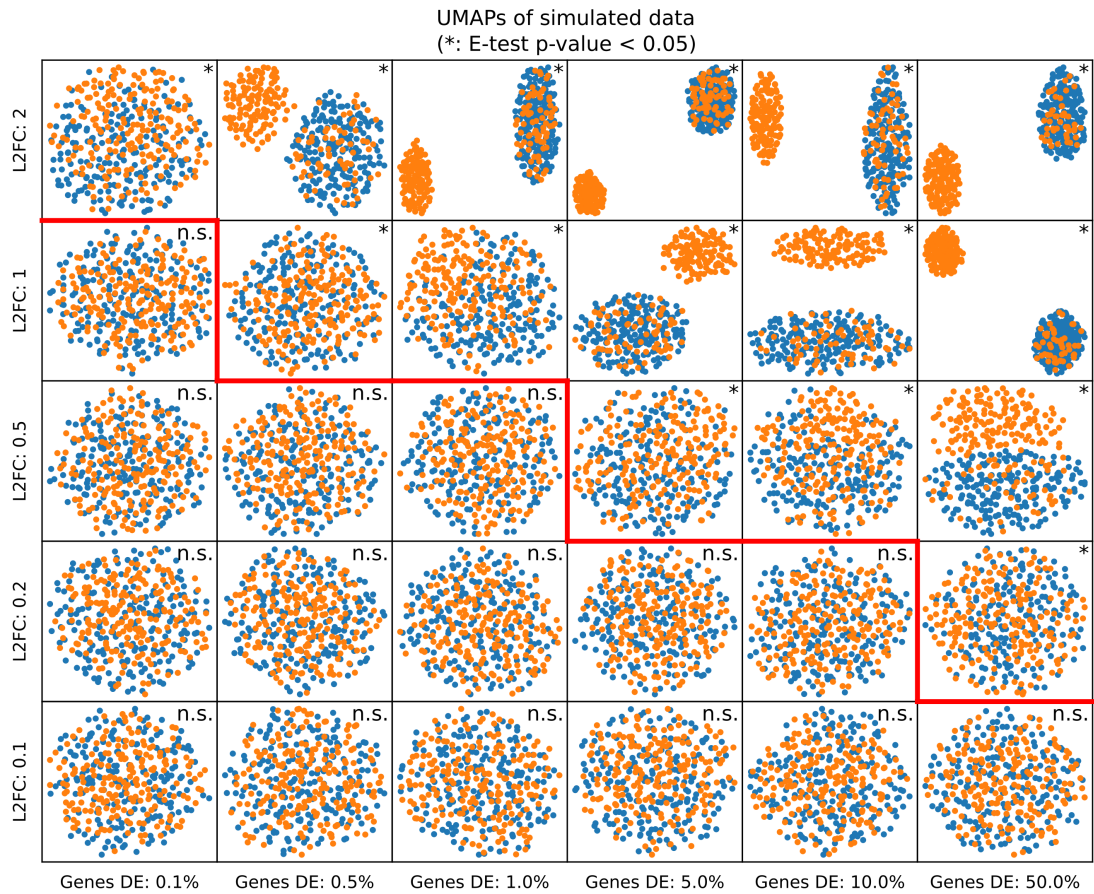 UMAPs of simulated data
(*: E-test p-value < 0.05)
L2FC: 2
* * * * * *
L2FC: 1
n.s. * * * * *
L2FC: 0.5
n.s. n.s. n.s. * * *
L2FC: 0.2
n.s. n.s. n.s. n.s. n.s. *
L2FC: 0.1
n.s. n.s. n.s. n.s. n.s. n.s.
Genes DE: 0.1% Genes DE: 0.5% Genes DE: 1.0% Genes DE: 5.0% Genes DE: 10.0% Genes DE: 50.0%